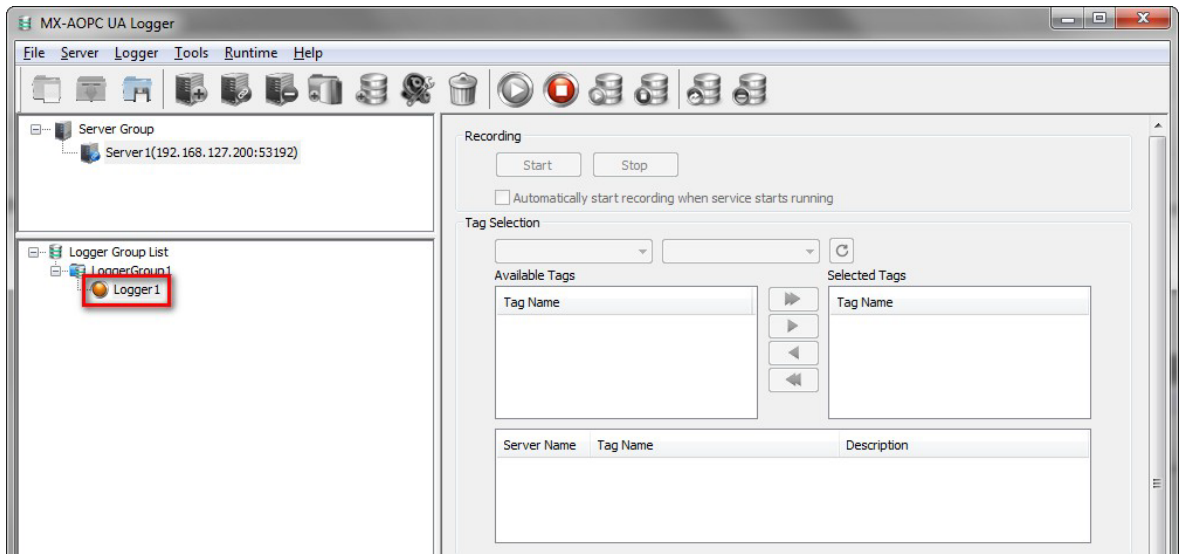 MX-AOPC UA Logger
File Server Logger Tools Runtime Help
Server Group
Server1(192.168.127.200:53192)
Logger Group List
LoggerGroup1
Logger1
Recording
Start Stop
Automatically start recording when service starts running
Tag Selection
Available Tags Selected Tags
Tag Name Tag Name
Server Name Tag Name Description